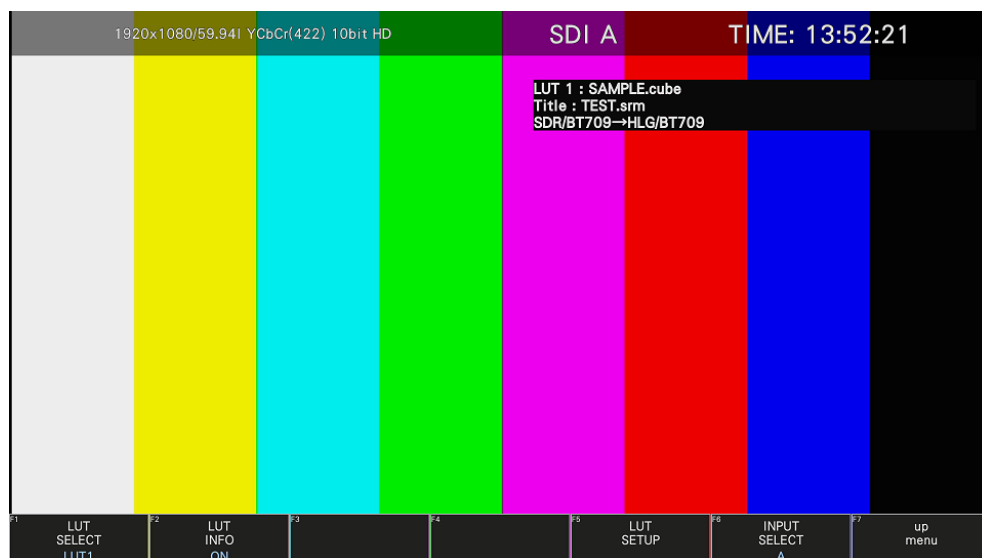 1920x1080/59.94I YCbCr(422) 10bit HD SDI A TIME: 13:52:21
LUT 1 : SAMPLE.cube
Title : TEST.srm
SDR/BT709→HLG/BT709
F1 LUT
SELECT
LUT1
F2 LUT
INFO
ON
F3
F4
F5 LUT
SETUP
F6 INPUT
SELECT
A
F7 up
menu